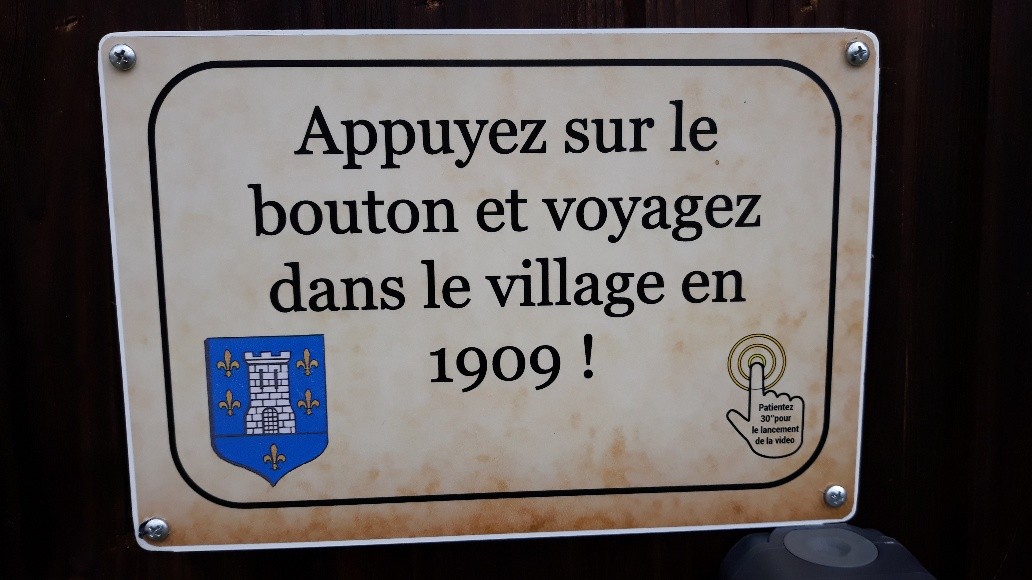 Appuyez sur le
bouton et voyagez
dans le village en
1909 !
Patientez
30"pour
le lancement
de la video